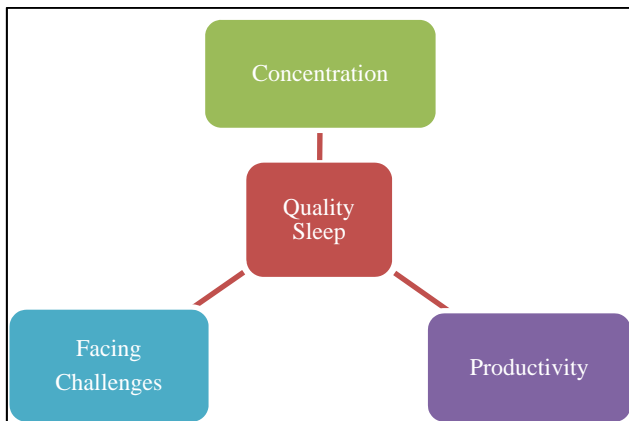 Concentration
Quality
Sleep
Facing
Challenges
Productivity